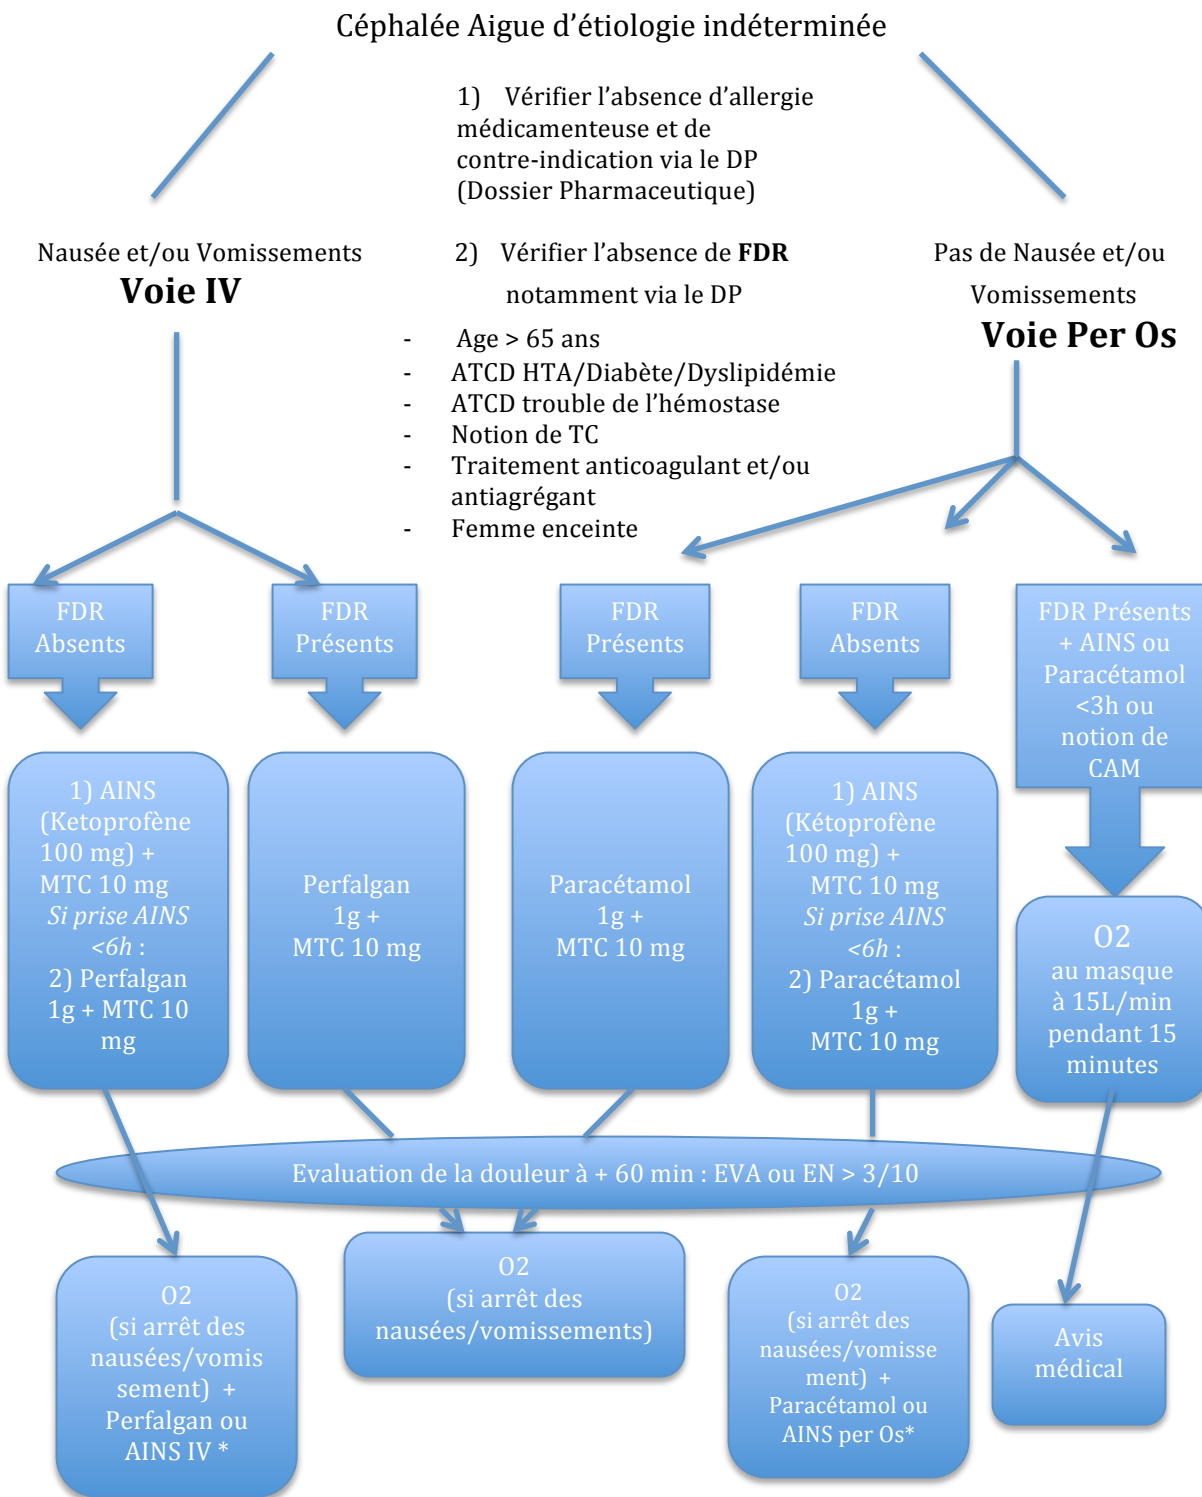 Céphalée Aigue d’étiologie indéterminée
1) Vérifier l’absence d’allergie
médicamenteuse et de
contre-indication via le DP
(Dossier Pharmaceutique)
Nausée et/ou Vomissements
Voie IV
2) Vérifier l’absence de FDR
notamment via le DP
- Age > 65 ans
- ATCD HTA/Diabète/Dyslipidémie
- ATCD trouble de l’hémostase
- Notion de TC
- Traitement anticoagulant et/ou
antiagrégant
- Femme enceinte
Pas de Nausée et/ou
Vomissements
Voie Per Os
FDR
Absents
FDR
Présents
FDR
Présents
FDR
Absents
FDR Présents
+ AINS ou
Paracétamol
<3h ou
notion de
CAM
1) AINS
(Ketoprofène
100 mg) +
MTC 10 mg
Si prise AINS
<6h :
2) Perfalgan
1g + MTC 10
mg
Perfalgan
1g +
MTC 10 mg
Paracétamol
1g +
MTC 10 mg
1) AINS
(Kétoprofène
100 mg) +
MTC 10 mg
Si prise AINS
<6h :
2) Paracétamol
1g +
MTC 10 mg
O2
au masque
à 15L/min
pendant 15
minutes
Evaluation de la douleur à + 60 min : EVA ou EN > 3/10
O2
(si arrêt des
nausées/vomis
sement) +
Perfalgan ou
AINS IV *
O2
(si arrêt des
nausées/vomissements)
O2
(si arrêt des
nausées/vomisse
ment) +
Paracétamol ou
AINS per Os*
Avis
médical